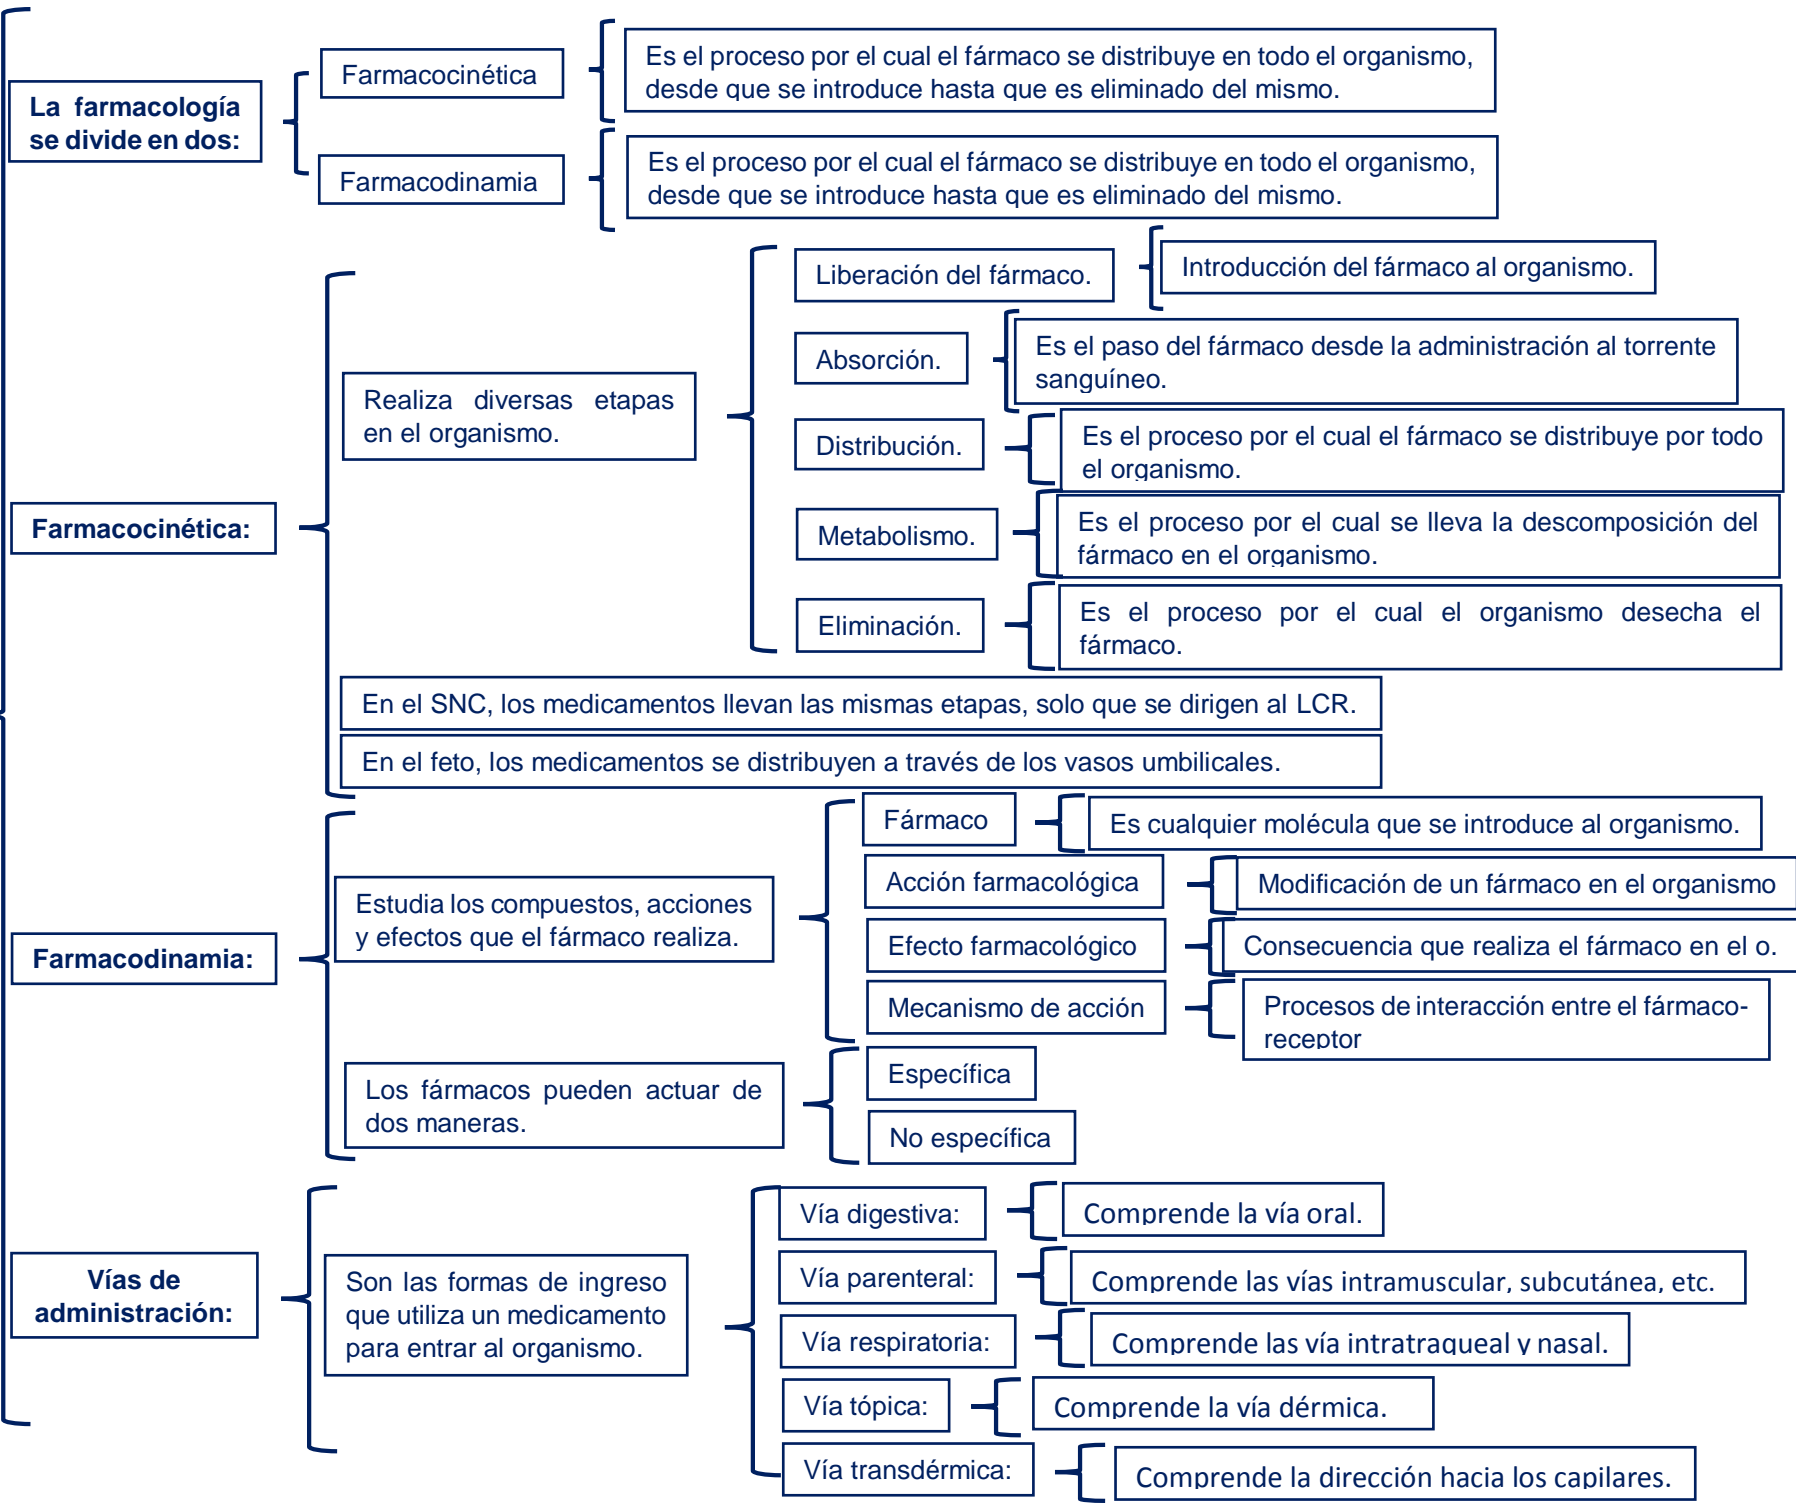 La farmacología
se divide en dos:
Farmacocinética
Es el proceso por el cual el fármaco se distribuye en todo el organismo,
desde que se introduce hasta que es eliminado del mismo.
Farmacodinamia
Es el proceso por el cual el fármaco se distribuye en todo el organismo,
desde que se introduce hasta que es eliminado del mismo.
Farmacocinética:
Realiza diversas etapas
en el organismo.
Liberación del fármaco.
Introducción del fármaco al organismo.
Absorción.
Es el paso del fármaco desde la administración al torrente
sanguíneo.
Distribución.
Es el proceso por el cual el fármaco se distribuye por todo
el organismo.
Metabolismo.
Es el proceso por el cual se lleva la descomposición del
fármaco en el organismo.
Eliminación.
Es el proceso por el cual el organismo desecha el
fármaco.
En el SNC, los medicamentos llevan las mismas etapas, solo que se dirigen al LCR.
En el feto, los medicamentos se distribuyen a través de los vasos umbilicales.
Farmacodinamia:
Estudia los compuestos, acciones
y efectos que el fármaco realiza.
Fármaco
Es cualquier molécula que se introduce al organismo.
Acción farmacológica
Modificación de un fármaco en el organismo
Efecto farmacológico
Consecuencia que realiza el fármaco en el o.
Mecanismo de acción
Procesos de interacción entre el fármaco-
receptor
Los fármacos pueden actuar de
dos maneras.
Específica
No específica
Vías de
administración:
Son las formas de ingreso
que utiliza un medicamento
para entrar al organismo.
Vía digestiva:
Comprende la vía oral.
Vía parenteral:
Comprende las vías intramuscular, subcutánea, etc.
Vía respiratoria:
Comprende las vía intratraqueal y nasal.
Vía tópica:
Comprende la vía dérmica.
Vía transdérmica:
Comprende la dirección hacia los capilares.